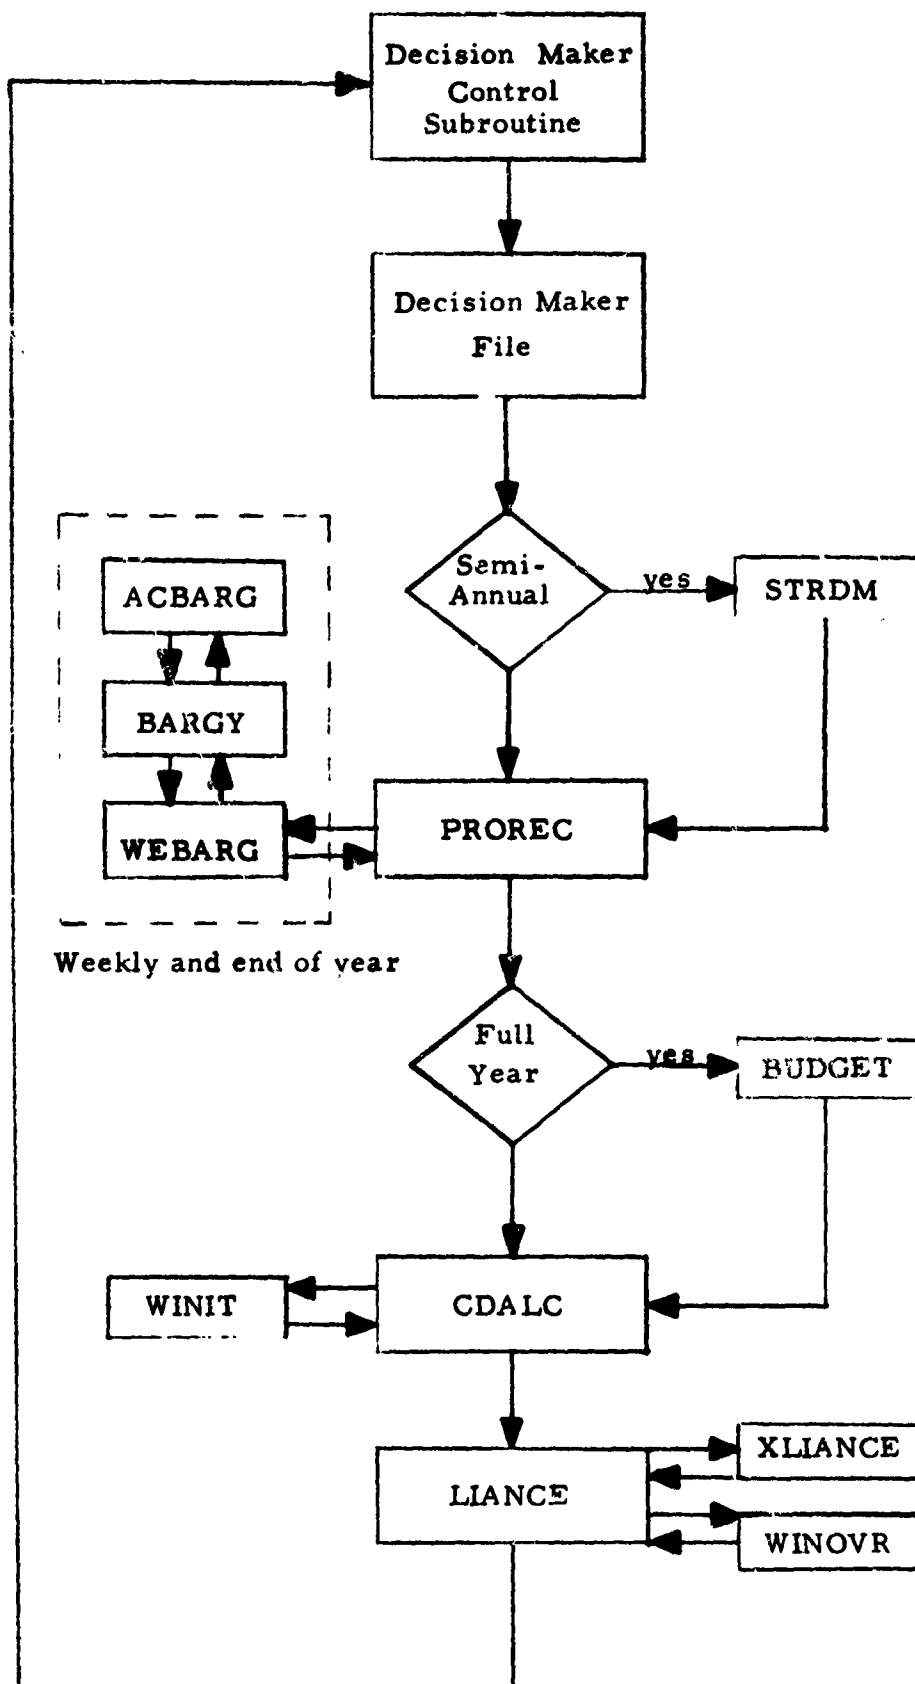 Decision Maker
Control
Subroutine
Decision Maker
File
Semi-
Annual
yes
STRDM
ACBARG
BARGY
WEBARG
PROREC
Weekly and end of year
Full
Year
yes
BUDGET
WINIT
CDALC
XLIANCE
LIANCE
WINOVR